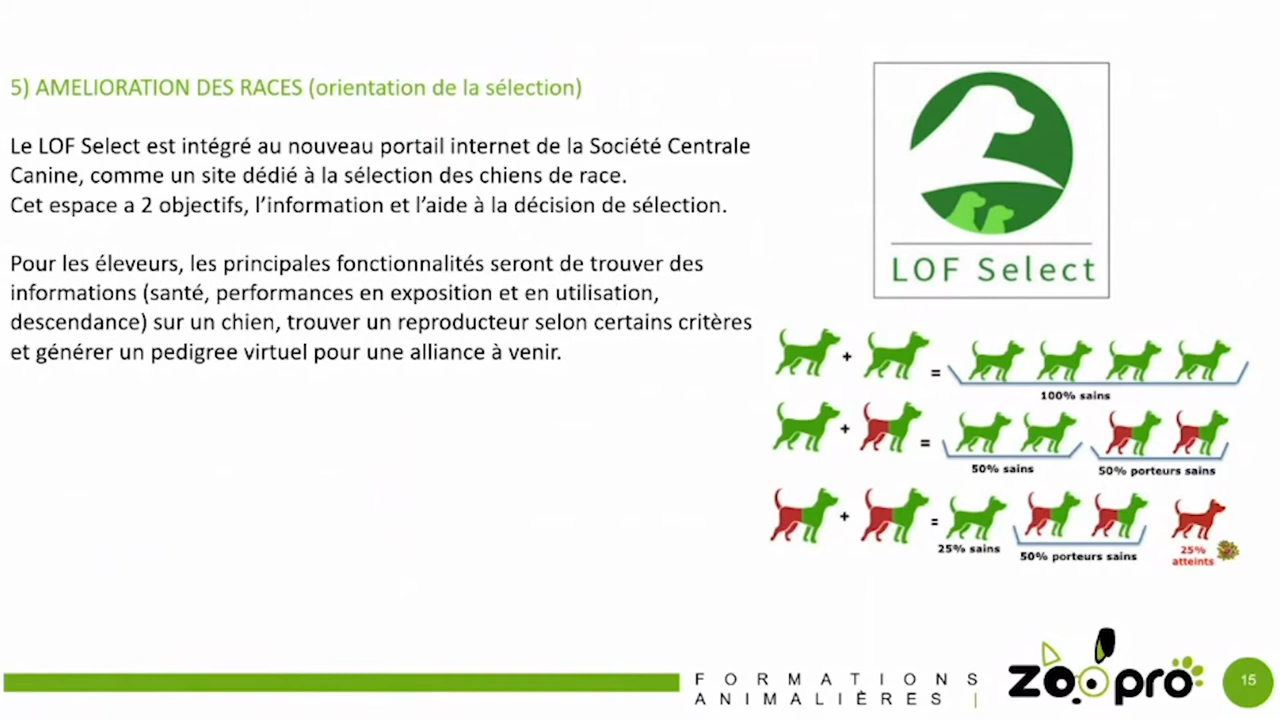 5) AMELIORATION DES RACES (orientation de la sélection)
Le LOF Select est intégré au nouveau portail internet de la Société Centrale
Canine, comme un site dédié à la sélection des chiens de race.
Cet espace a 2 objectifs, l’information et l’aide à la décision de sélection.
Pour les éleveurs, les principales fonctionnalités seront de trouver des
informations (santé, performances en exposition et en utilisation,
descendance) sur un chien, trouver un reproducteur selon certains critères
et générer un pedigree virtuel pour une alliance à venir.
LOF Select
+ =
100% sains
+ =
50% sains 50% porteurs sains
+ =
25% sains 50% porteurs sains 25%
atteints
FORMATIONS
ANIMALIÈRES |
zoopro
15